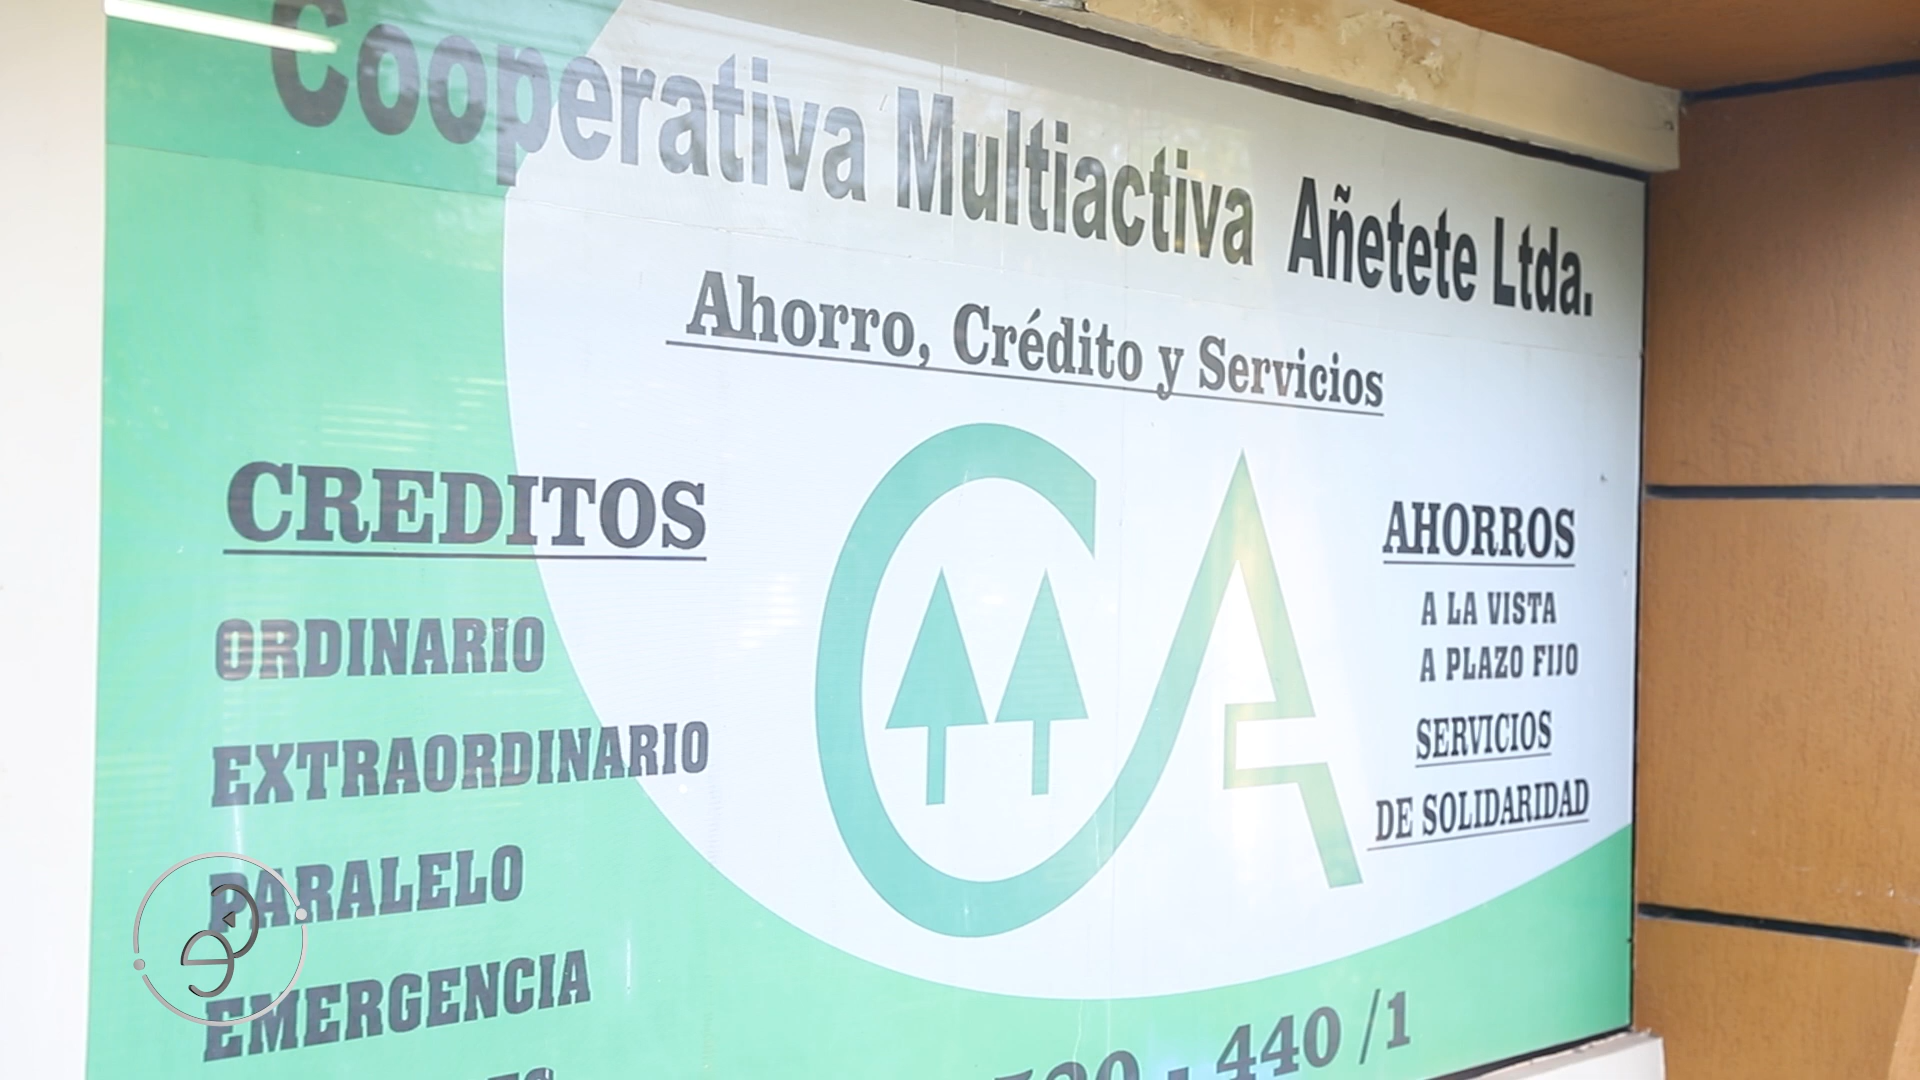 Cooperativa Multiactiva Añetete Ltda.
Ahorro, Crédito y Servicios
CREDITOS
ORDINARIO
EXTRAORDINARIO
PARALELO
EMERGENCIA
CA
AHORROS
A LA VISTA
A PLAZO FIJO
SERVICIOS
DE SOLIDARIDAD
- 440 /1